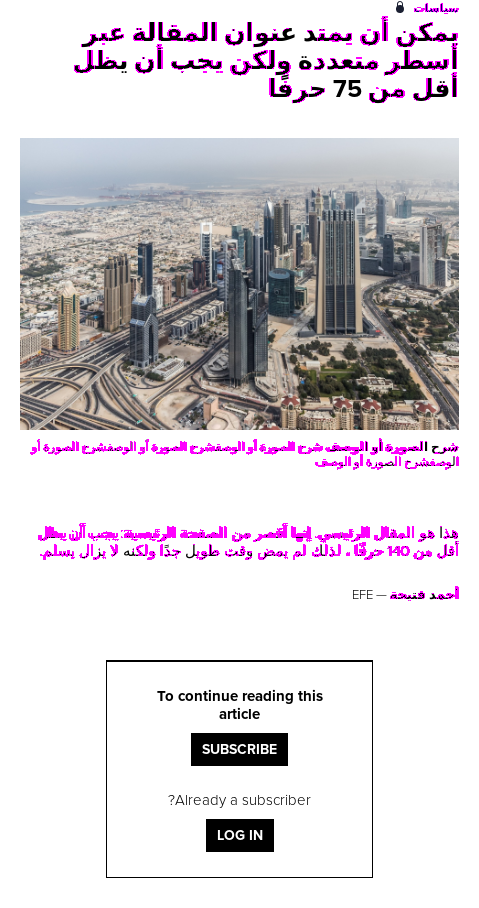 سياسات
يمكن أن يمتد عنوان المقالة عبر
أسطر متعددة ولكن يجب أن يظل
أقل من 75 حرفًا
شرح الصورة أو الوصف شرح الصورة أو الوصفشرح الصورة أو الوصفشرح الصورة أو
الوصفشرح الصورة أو الوصف
هذا هو المقال الرئيسي. إنها أقصر من الصفحة الرئيسية: يجب أن يظل
أقل من 140 حرفًا ، لذلك لم يمض وقت طويل جدًا ولكنه لا يزال يسلم.
أحمد فتيحة — EFE
To continue reading this
article
SUBSCRIBE
?Already a subscriber
LOG IN